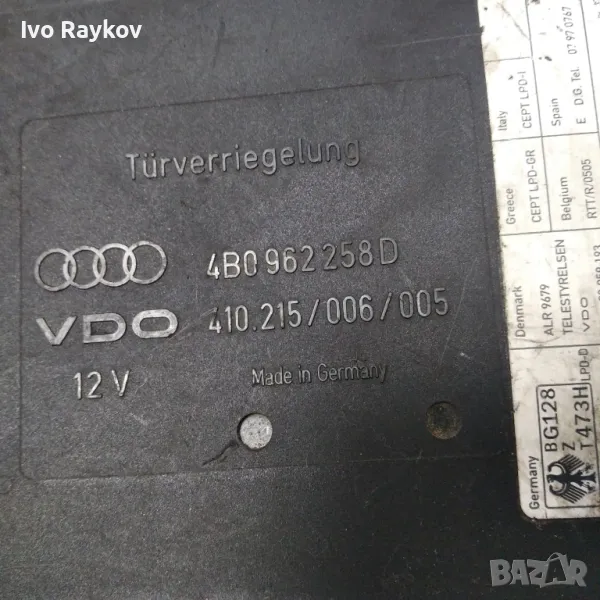 Ivo Raykov
Türverriegelung
4B0 962 258 D
VDO 410.215/006/005
12 V
Made in Germany
Italy
CEPT LPD-I
Spain
E D.G. Tel.
07 97 0767
Greece
CEPT LPD-GR
Belgium
RTT/R/0505
Denmark
ALR 9679
TELESTYRELSEN
VDO
Germany
BG128
Z
T473H
LPD-D
BAZAR